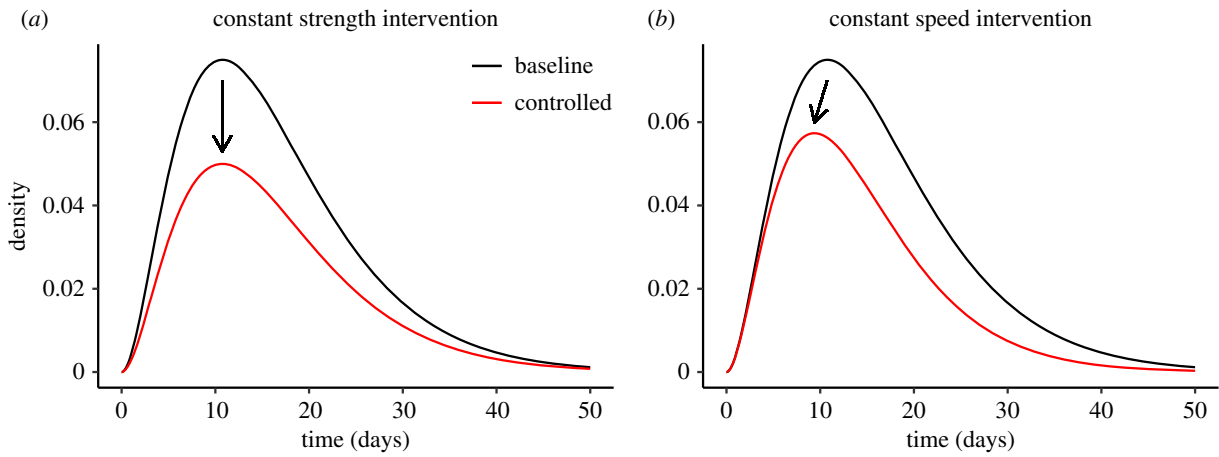 (a) constant strength intervention
baseline
controlled
density
0.06
0.04
0.02
0
0 10 20 30 40 50
time (days)
(b) constant speed intervention
0.06
0.04
0.02
0
0 10 20 30 40 50
time (days)